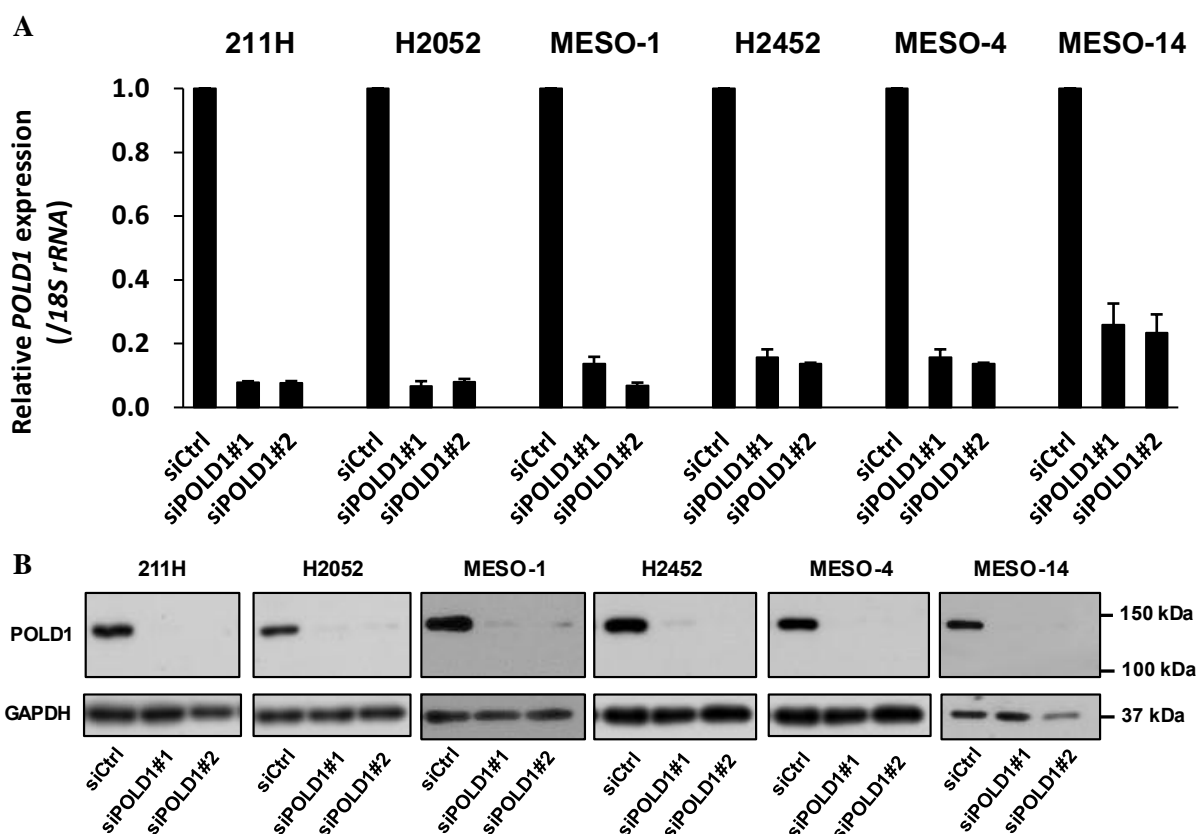 A
211H H2052 MESO-1 H2452 MESO-4 MESO-14
Relative POLD1 expression
(/18S rRNA)
1.0
0.8
0.6
0.4
0.2
0.0
siCtrl siPOLD1#1 siPOLD1#2 siCtrl siPOLD1#1 siPOLD1#2 siCtrl siPOLD1#1 siPOLD1#2 siCtrl siPOLD1#1 siPOLD1#2 siCtrl siPOLD1#1 siPOLD1#2 siCtrl siPOLD1#1 siPOLD1#2
B
211H H2052 MESO-1 H2452 MESO-4 MESO-14
POLD1
150 kDa
100 kDa
GAPDH
37 kDa
siCtrl siPOLD1#1 siPOLD1#2 siCtrl siPOLD1#1 siPOLD1#2 siCtrl siPOLD1#1 siPOLD1#2 siCtrl siPOLD1#1 siPOLD1#2 siCtrl siPOLD1#1 siPOLD1#2 siCtrl siPOLD1#1 siPOLD1#2